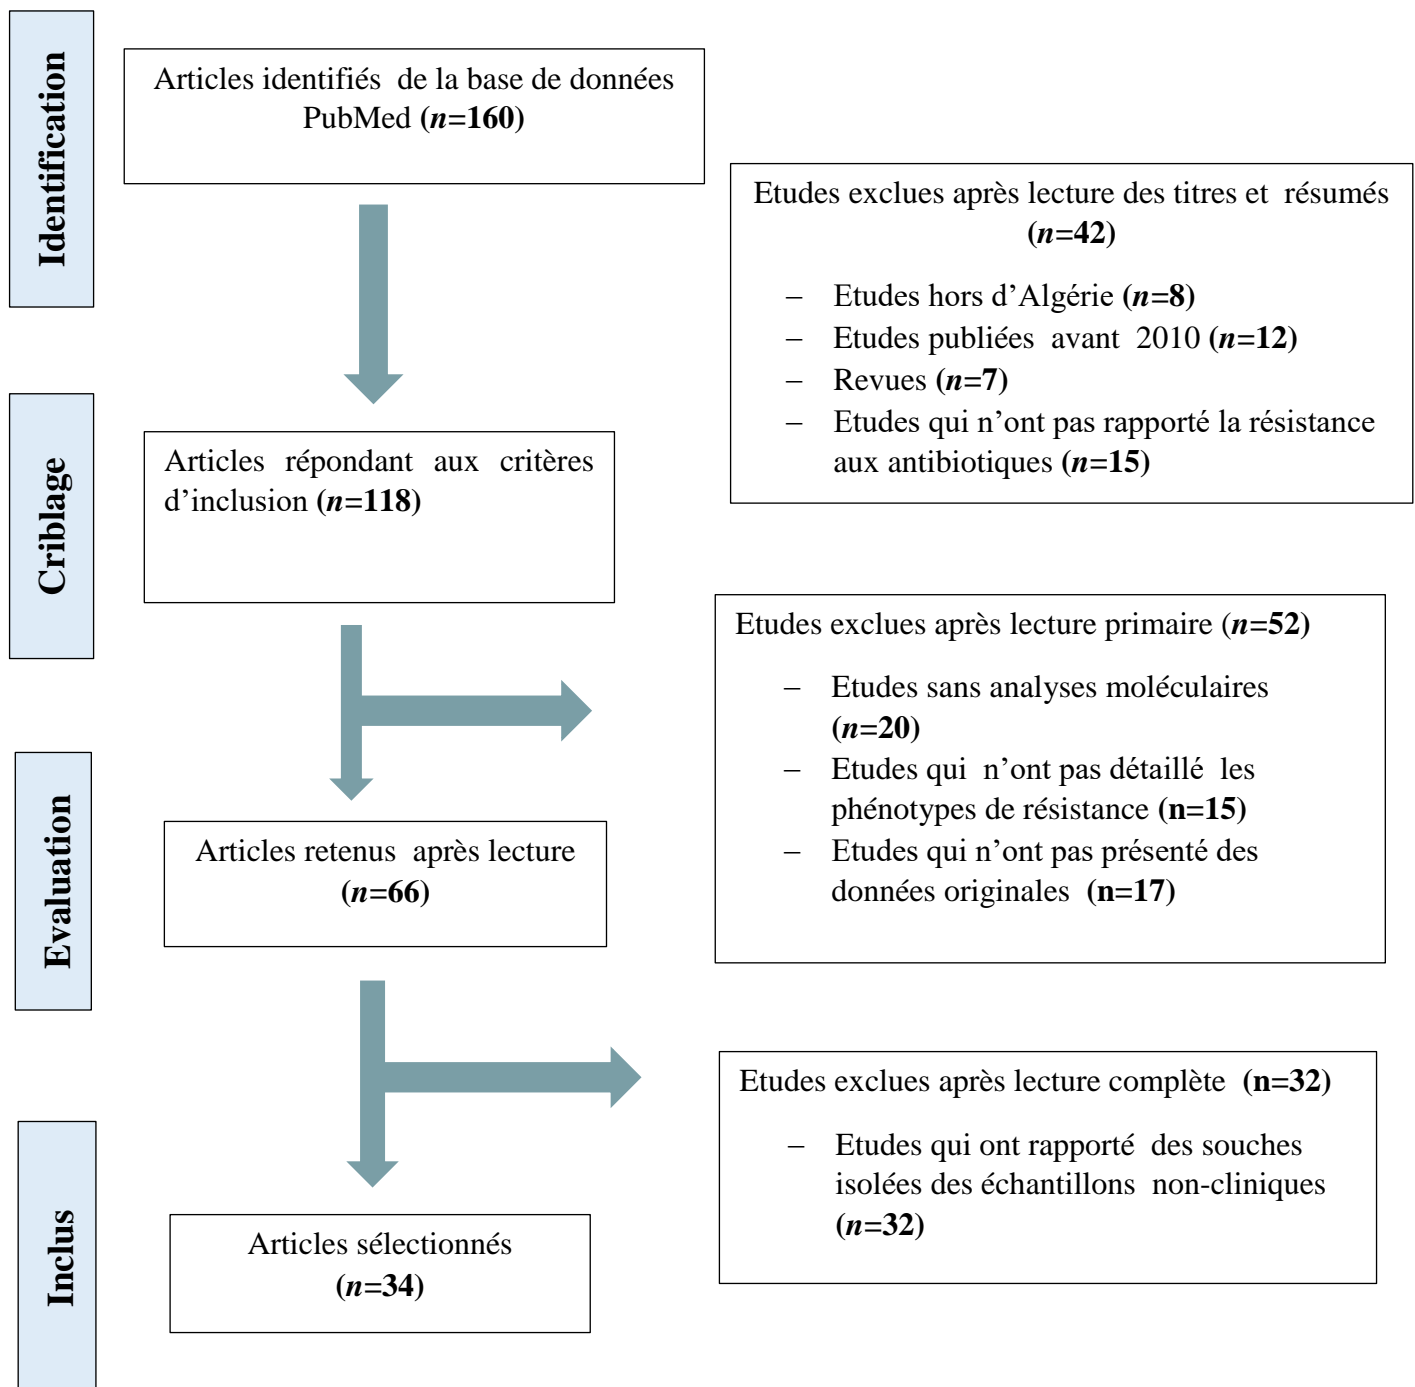 Identification
Articles identifiés de la base de données
PubMed (n=160)
Etudes exclues après lecture des titres et résumés
(n=42)
– Etudes hors d’Algérie (n=8)
– Etudes publiées avant 2010 (n=12)
– Revues (n=7)
– Etudes qui n’ont pas rapporté la résistance
aux antibiotiques (n=15)
Criblage
Articles répondant aux critères
d’inclusion (n=118)
Etudes exclues après lecture primaire (n=52)
– Etudes sans analyses moléculaires
(n=20)
– Etudes qui n’ont pas détaillé les
phénotypes de résistance (n=15)
– Etudes qui n’ont pas présenté des
données originales (n=17)
Evaluation
Articles retenus après lecture
(n=66)
Etudes exclues après lecture complète (n=32)
– Etudes qui ont rapporté des souches
isolées des échantillons non-cliniques
(n=32)
Inclus
Articles sélectionnés
(n=34)